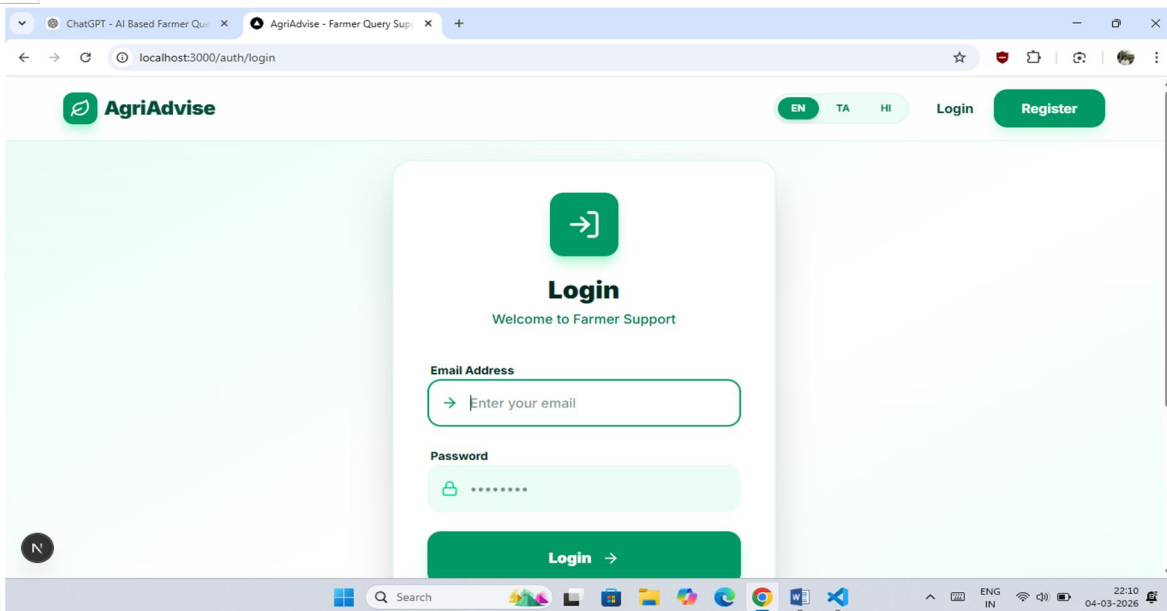 ChatGPT - AI Based Farmer Que
AgriAdvise - Farmer Query Sup
localhost:3000/auth/login
AgriAdvise
EN TA HI Login Register
Login
Welcome to Farmer Support
Email Address
Enter your email
Password
Login
N
Search
ENG
IN
22:10
04-03-2026